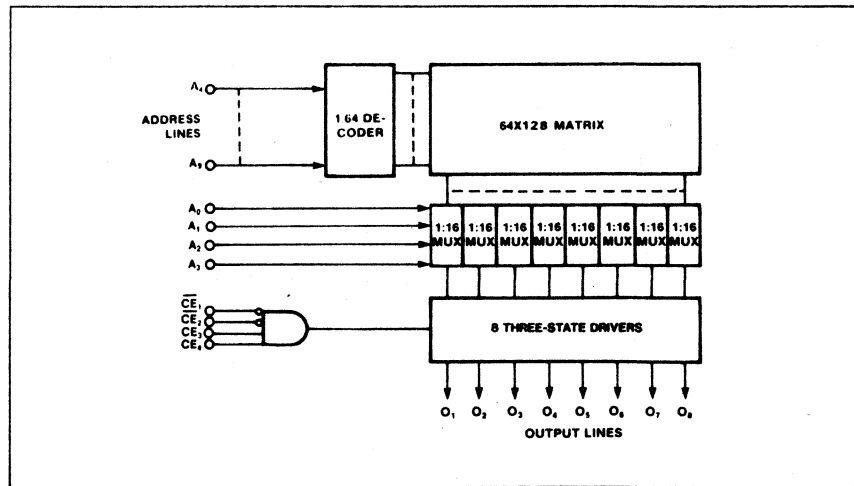 A₄
ADDRESS
LINES
A₉
1 64 DE-
CODER
64X128 MATRIX
A₀
A₁
A₂
A₃
1:16
MUX
1:16
MUX
1:16
MUX
1:16
MUX
1:16
MUX
1:16
MUX
1:16
MUX
1:16
MUX
C̅E̅₁
C̅E̅₂
CE₃
CE₄
8 THREE-STATE DRIVERS
O₁ O₂ O₃ O₄ O₅ O₆ O₇ O₈
OUTPUT LINES